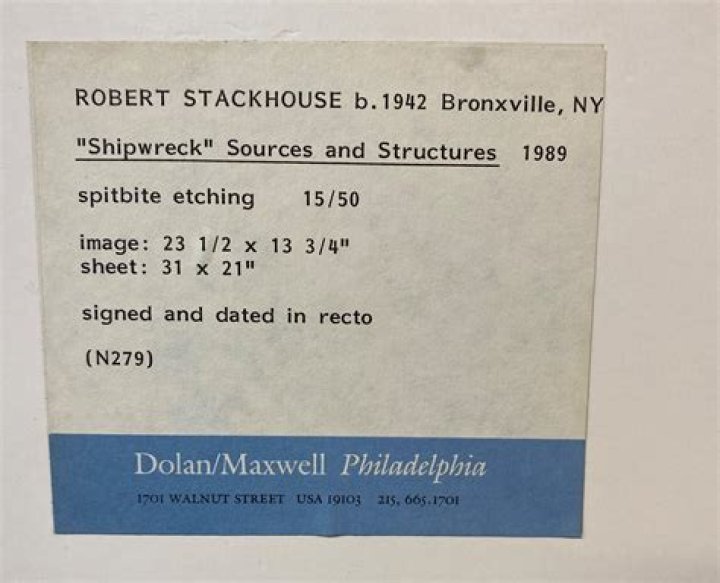 ROBERT STACKHOUSE b.1942 Bronxville, NY
"Shipwreck" Sources and Structures 1989
spitbite etching 15/50
image: 23 1/2 x 13 3/4"
sheet: 31 x 21"
signed and dated in recto
(N279)
Dolan/Maxwell Philadelphia
1701 WALNUT STREET USA 19103 215, 665.1701